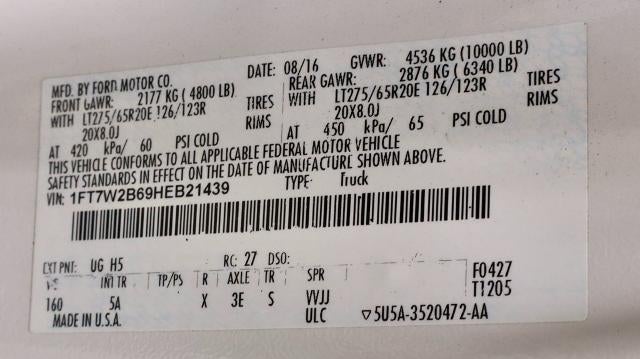 MFD. BY FORD MOTOR CO. DATE: 08/16 GVWR: 4536 KG (10000 LB)
FRONT GAWR: 2177 KG ( 4800 LB) REAR GAWR: 2876 KG ( 6340 LB)
WITH LT275/65R20E 126/123R TIRES WITH LT275/65R20E 126/123R TIRES
20X8.0J RIMS 20X8.0J RIMS
AT 420 kPa/ 60 PSI COLD AT 450 kPa/ 65 PSI COLD
THIS VEHICLE CONFORMS TO ALL APPLICABLE FEDERAL MOTOR VEHICLE
SAFETY STANDARDS IN EFFECT ON THE DATE OF MANUFACTURE SHOWN ABOVE.
VIN: 1FT7W2B69HEB21439 TYPE: Truck
EXT PNT: UG H5 RC: 27 DSO: F0427
INT TR TP/PS R AXLE TR SPR T1205
160 5A X 3E S VVJJ
MADE IN U.S.A. ULC ▽5U5A-3520472-AA